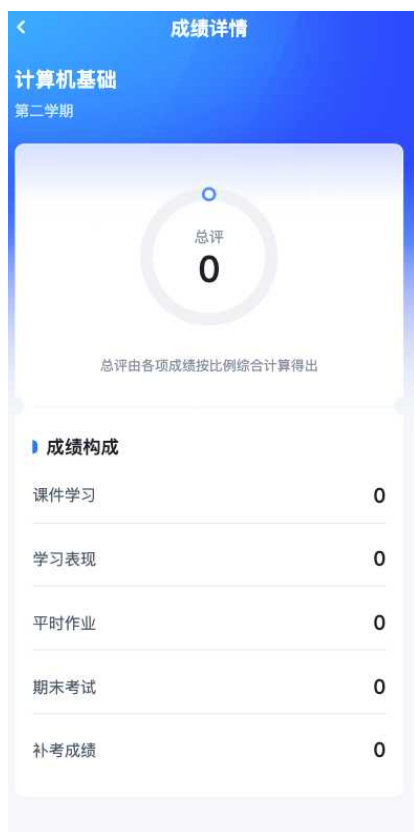 成绩详情
计算机基础
第二学期
总评
0
总评由各项成绩按比例综合计算得出
成绩构成
课件学习 0
学习表现 0
平时作业 0
期末考试 0
补考成绩 0